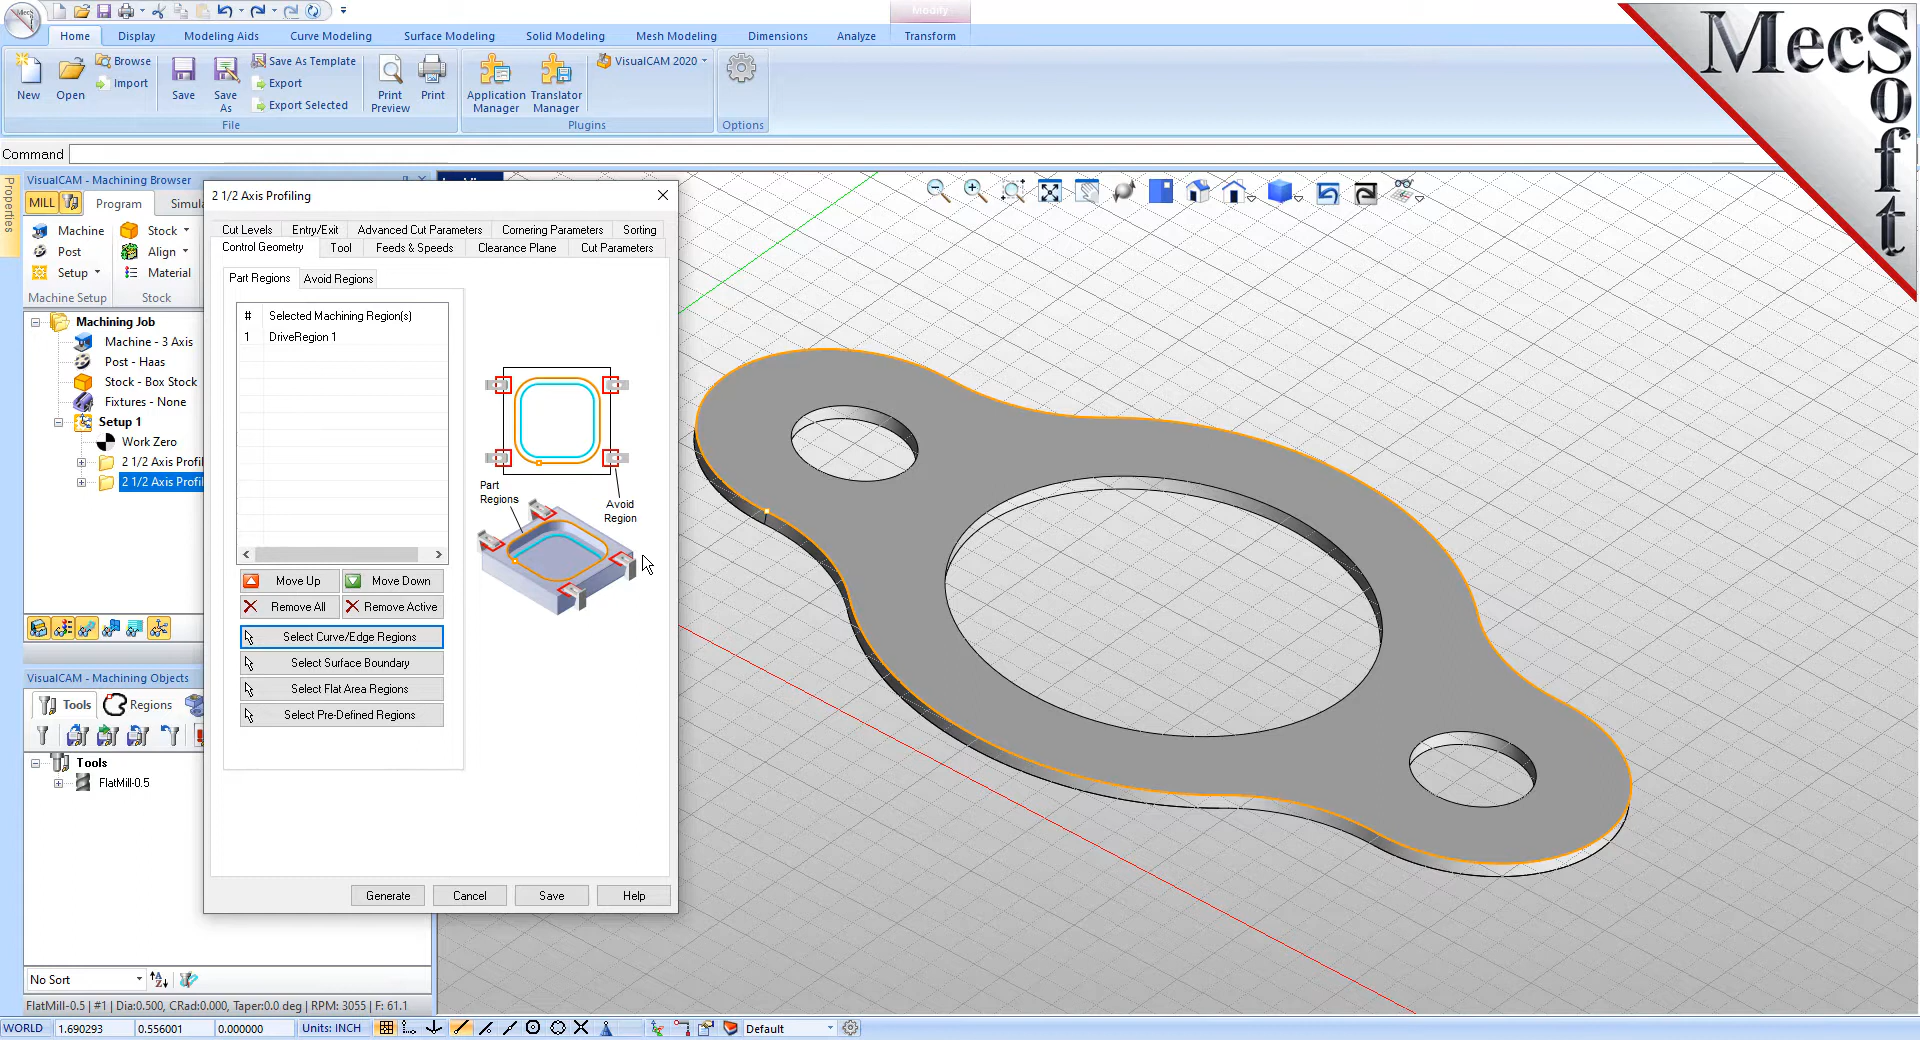 Modify
Home Display Modeling Aids Curve Modeling Surface Modeling Solid Modeling Mesh Modeling Dimensions Analyze Transform
New Open Browse Import Save Save As Save As Template Export Export Selected Print Preview Print Application Manager Translator Manager VisualCAM 2020
File Plugins Options
MecSoft
Command
Properties
VisualCAM - Machining Browser
MILL Program Simula
Machine Stock
Post Align
Setup Material
Machine Setup Stock
Machining Job
Machine - 3 Axis
Post - Haas
Stock - Box Stock
Fixtures - None
Setup 1
Work Zero
2 1/2 Axis Profil
2 1/2 Axis Profil
VisualCAM - Machining Objects
Tools Regions
Tools
FlatMill-0.5
No Sort
FlatMill-0.5 | #1 | Dia:0.500, CRad:0.000, Taper:0.0 deg | RPM: 3055 | F: 61.1
2 1/2 Axis Profiling
Cut Levels Entry/Exit Advanced Cut Parameters Cornering Parameters Sorting
Control Geometry Tool Feeds & Speeds Clearance Plane Cut Parameters
Part Regions Avoid Regions
# Selected Machining Region(s)
1 DriveRegion 1
Part Regions
Avoid Region
Move Up Move Down
Remove All Remove Active
Select Curve/Edge Regions
Select Surface Boundary
Select Flat Area Regions
Select Pre-Defined Regions
Generate Cancel Save Help
WORLD 1.690293 0.556001 0.000000 Units: INCH Default